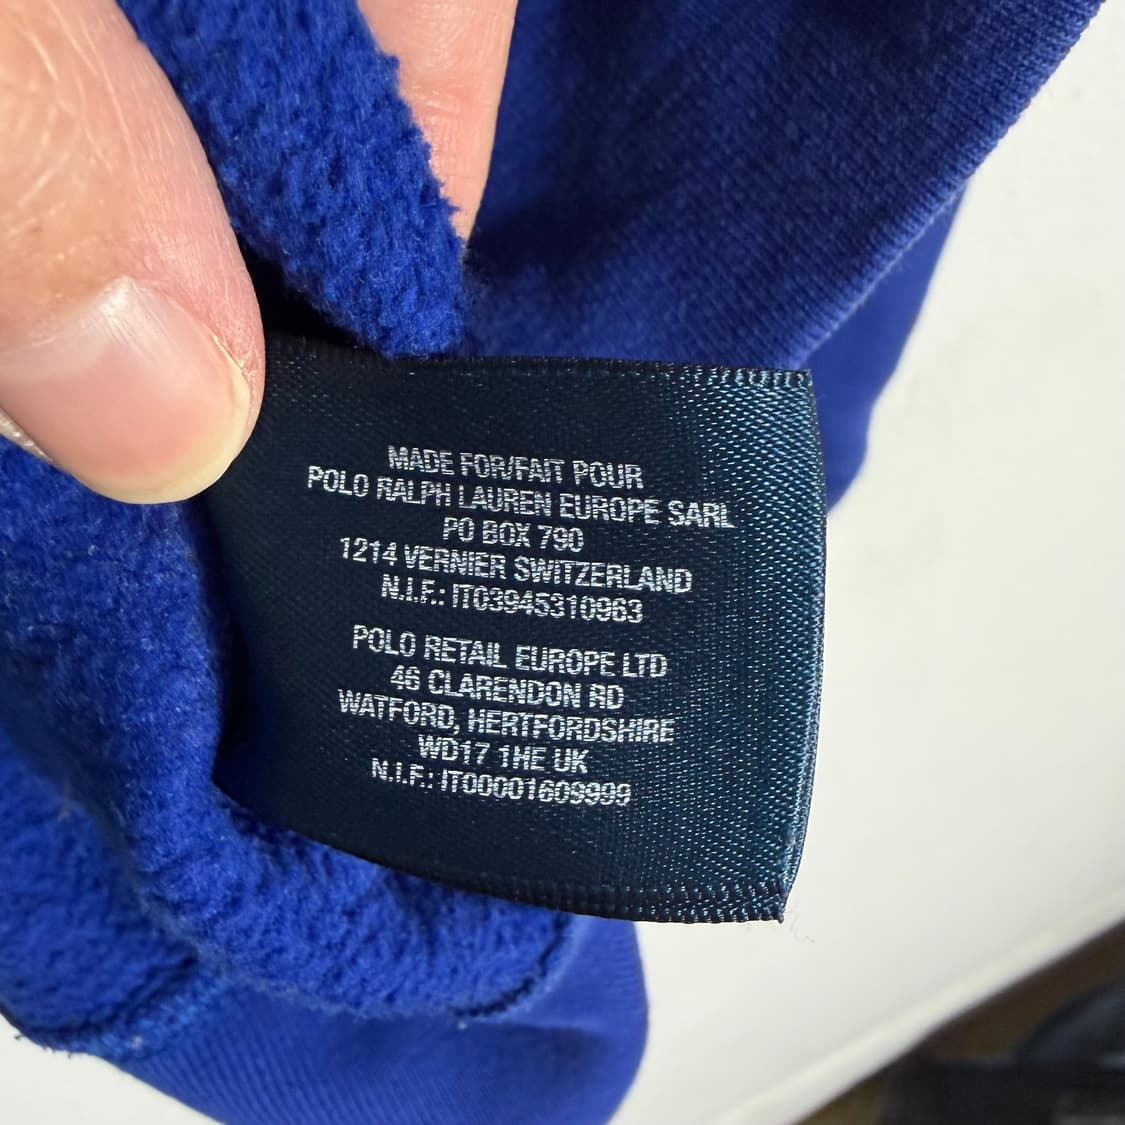 MADE FOR/FAIT POUR
POLO RALPH LAUREN EUROPE SARL
PO BOX 790
1214 VERNIER SWITZERLAND
N.I.F.: IT03945310963
POLO RETAIL EUROPE LTD
46 CLARENDON RD
WATFORD, HERTFORDSHIRE
WD17 1HE UK
N.I.F.: IT00001609999